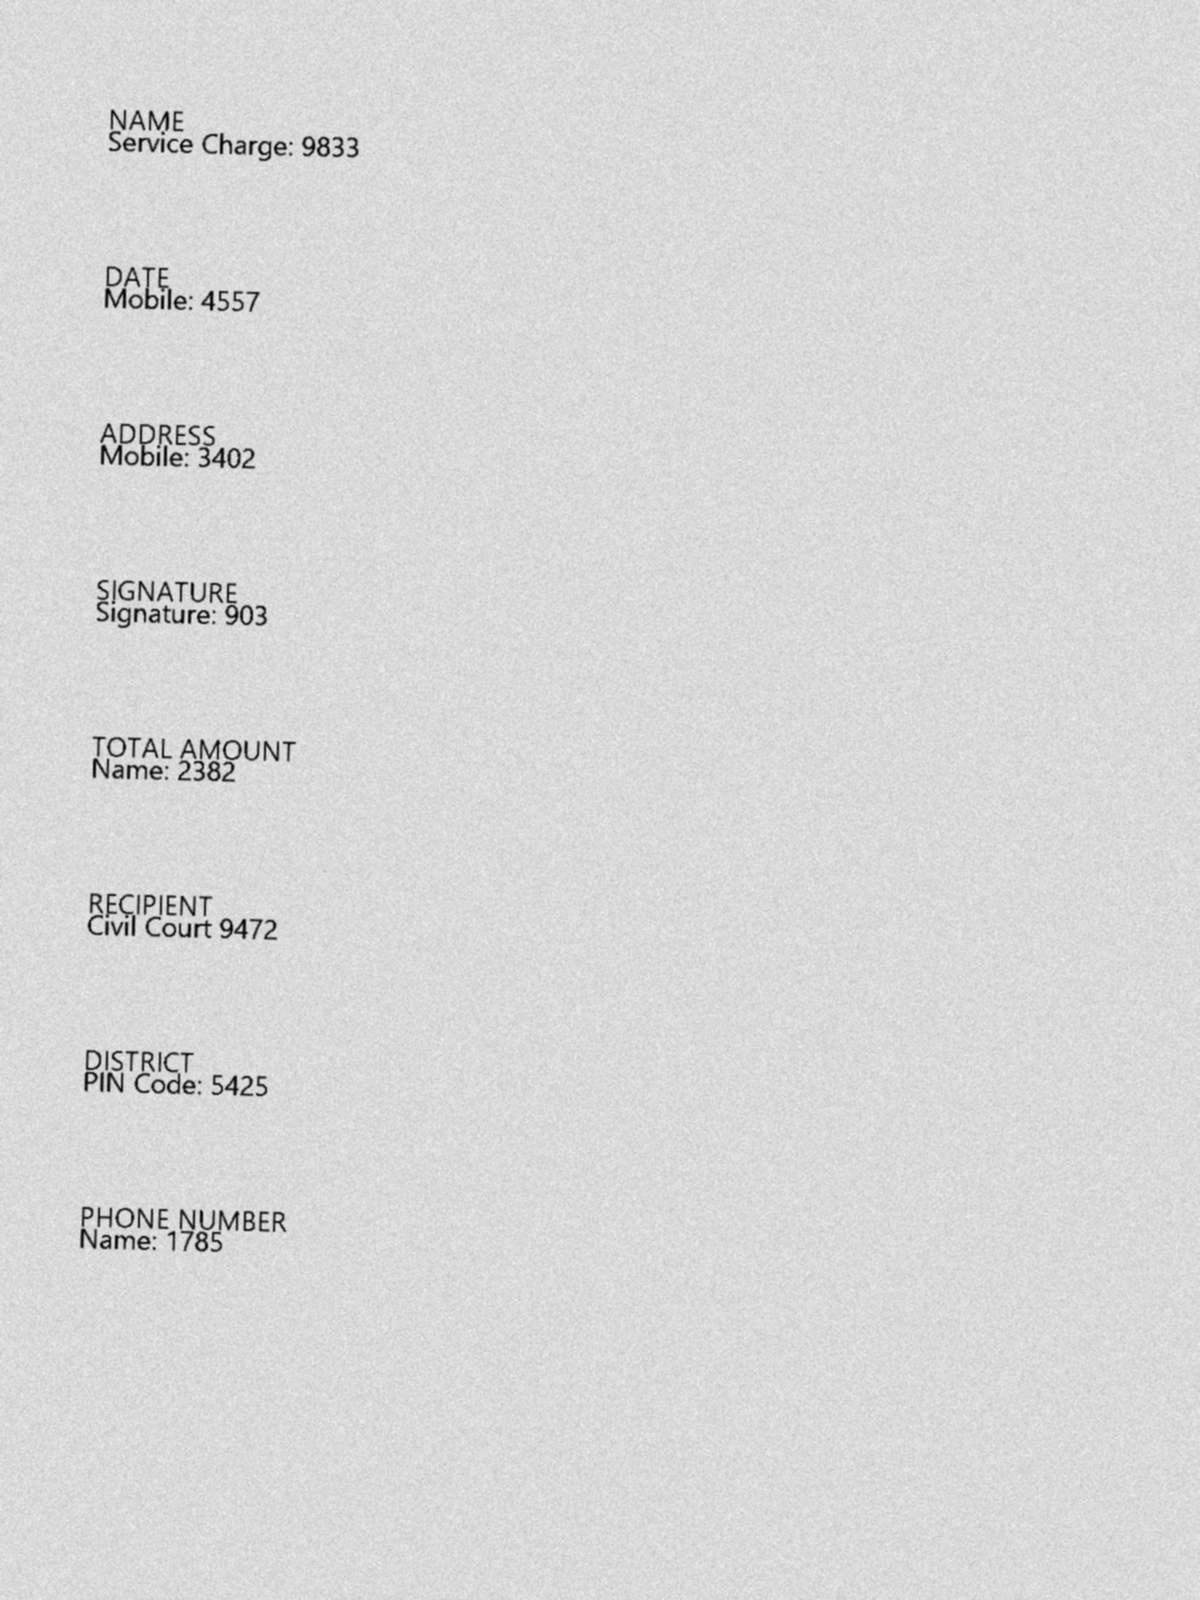 NAME
Service Charge: 9833
DATE
Mobile: 4557
ADDRESS
Mobile: 3402
SIGNATURE
Signature: 903
TOTAL AMOUNT
Name: 2382
RECIPIENT
Civil Court 9472
DISTRICT
PIN Code: 5425
PHONE NUMBER
Name: 1785